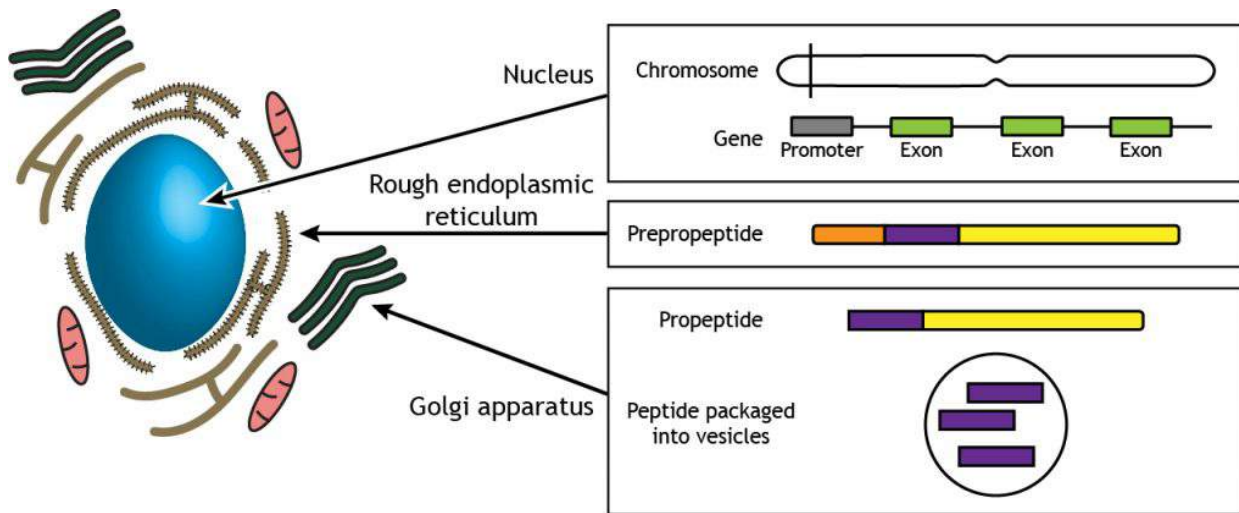 Nucleus
Chromosome
Gene
Promoter
Exon
Exon
Exon
Rough endoplasmic
reticulum
Prepropeptide
Propeptide
Golgi apparatus
Peptide packaged
into vesicles